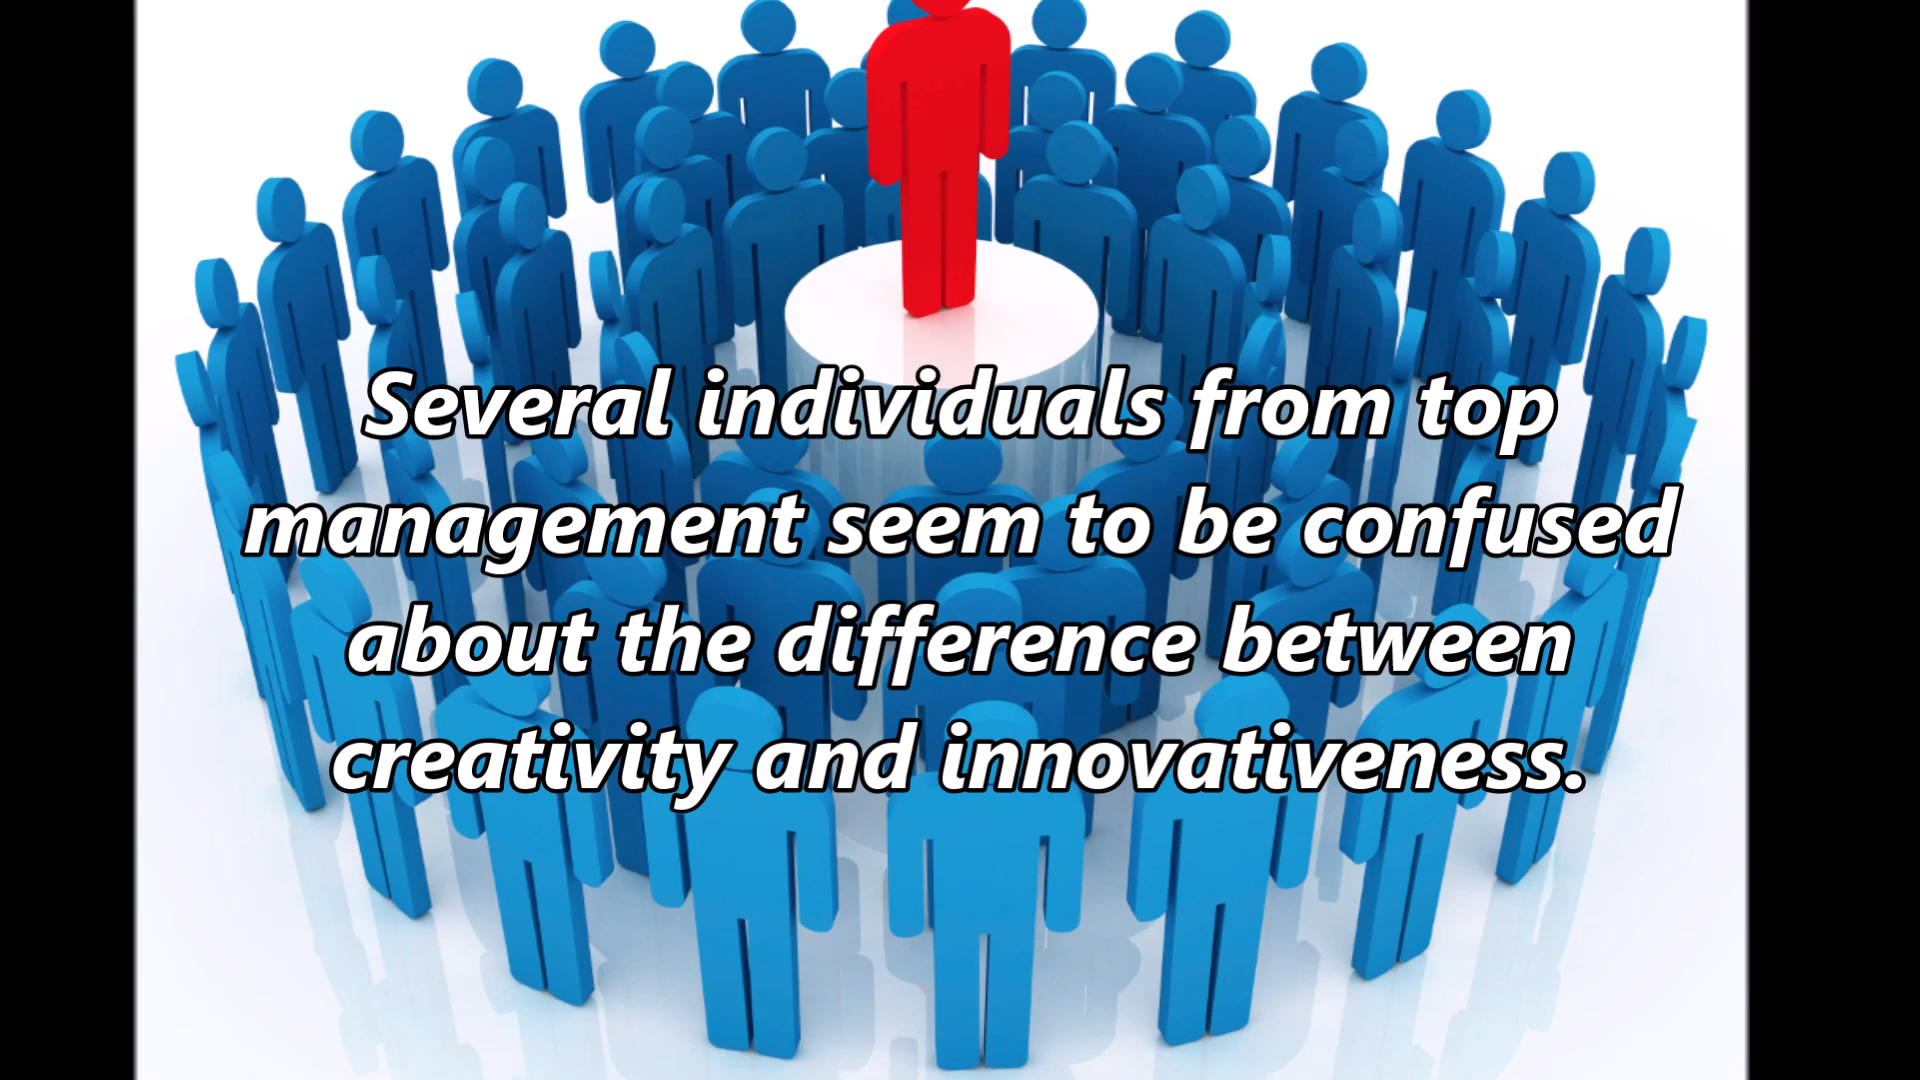 Several individuals from top
management seem to be confused
about the difference between
creativity and innovativeness.